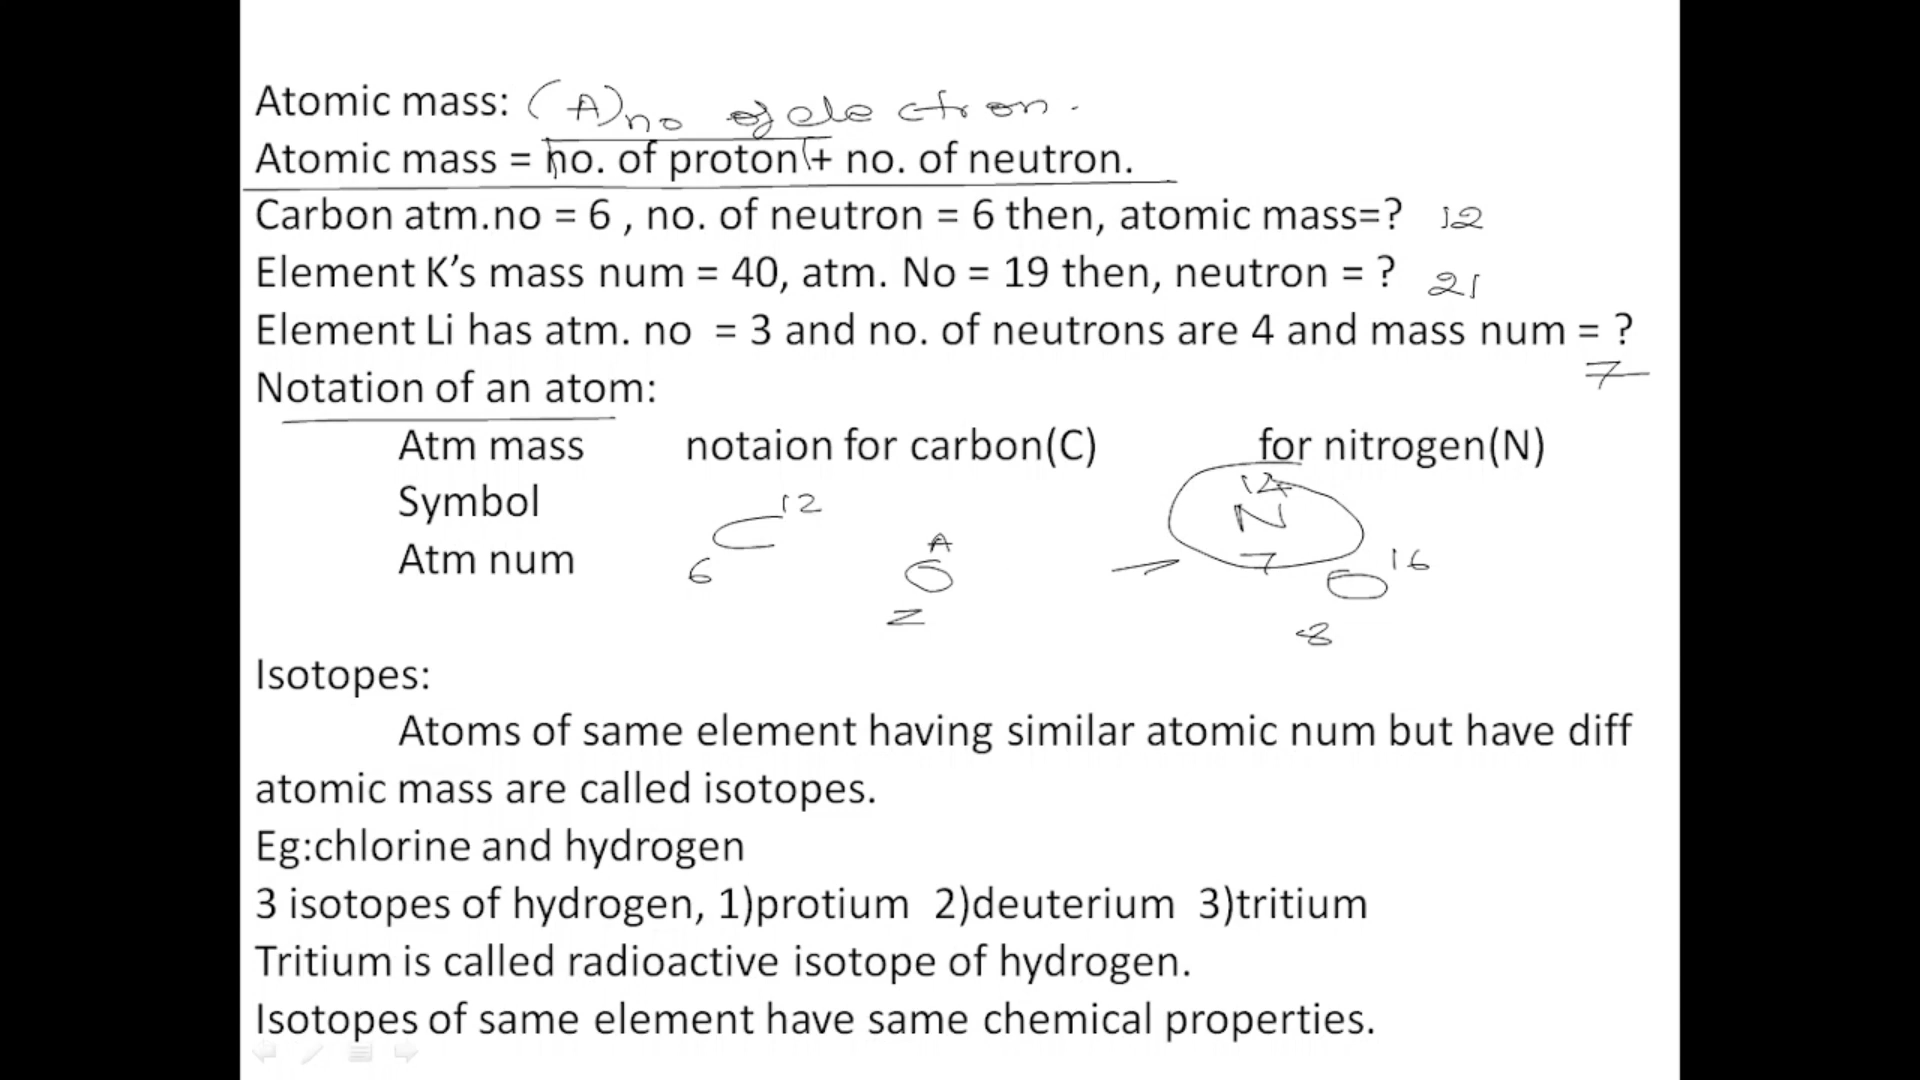 Atomic mass: (A) no of electron.
Atomic mass = no. of proton + no. of neutron.
Carbon atm.no = 6 , no. of neutron = 6 then, atomic mass=? 12
Element K’s mass num = 40, atm. No = 19 then, neutron = ? 21
Element Li has atm. no = 3 and no. of neutrons are 4 and mass num = ?
7
Notation of an atom:
Atm mass notaion for carbon(C) for nitrogen(N)
14
Symbol 12
C N
A 16
Atm num 6 O 7 O
Z 8
Isotopes:
Atoms of same element having similar atomic num but have diff
atomic mass are called isotopes.
Eg:chlorine and hydrogen
3 isotopes of hydrogen, 1)protium 2)deuterium 3)tritium
Tritium is called radioactive isotope of hydrogen.
Isotopes of same element have same chemical properties.